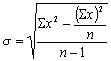 σ = √((Σx² − (Σx)²/n)/(n − 1))